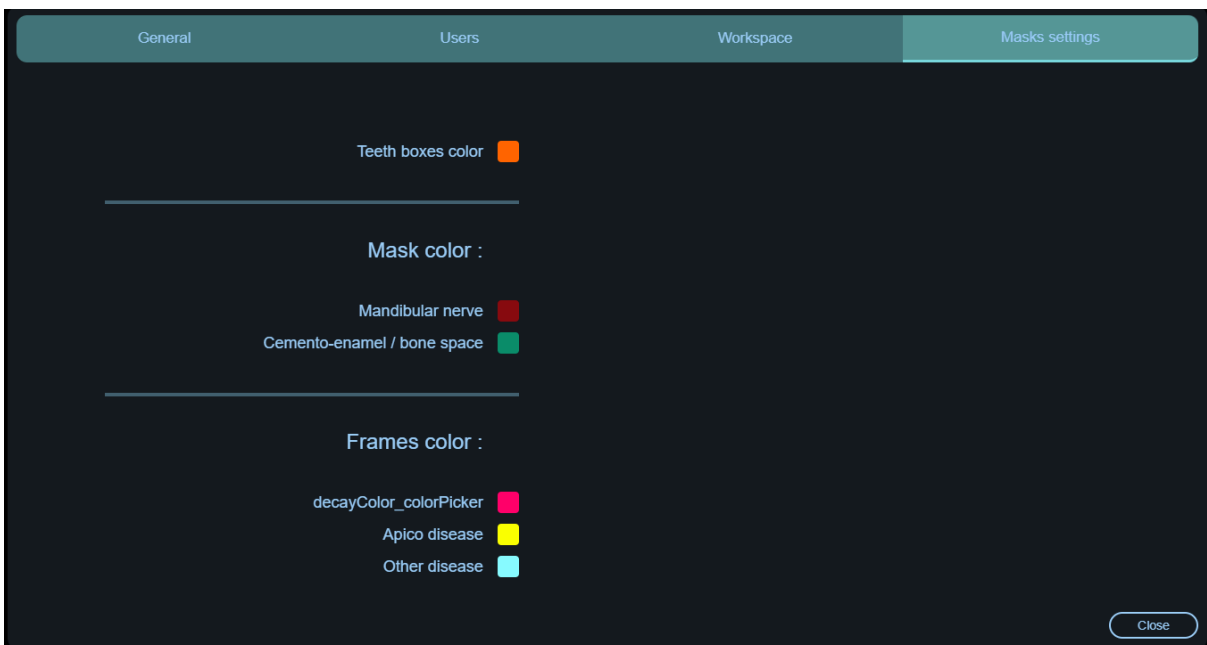 General Users Workspace Masks settings
Teeth boxes color
Mask color :
Mandibular nerve
Cemento-enamel / bone space
Frames color :
decayColor_colorPicker
Apico disease
Other disease
Close